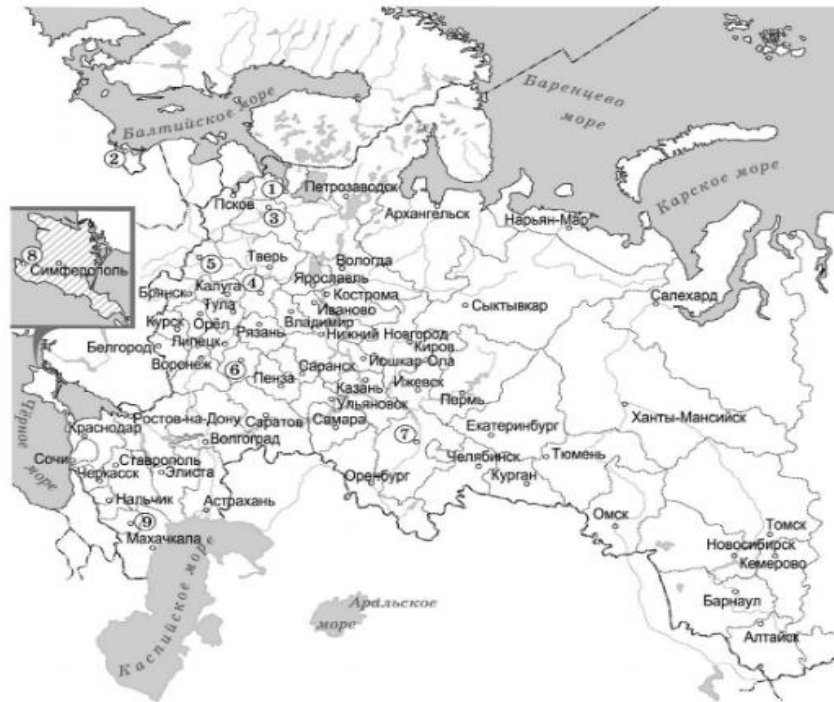 Баренцево
море
Балтийское море
②
Карское море
①
Петрозаводск
Псков
③
Архангельск
Нарьян-Мар
⑧
Симферополь
⑤
Тверь
Вологда
Ярославль
Калуга
④
Кострома
Брянск
Иваново
Салехард
Сыктывкар
Тула
Курск
Орёл
Владимир
Рязань
Нижний Новгород
Белгород
Липецк
Киров
Йошкар-Ола
Воронеж
⑥
Саранск
Пенза
Казань
Ижевск
Ульяновск
Пермь
Ханты-Мансийск
Черное
море
Ростов-на-Дону
Саратов
Самара
Краснодар
Екатеринбург
⑦
Волгоград
Тюмень
Сочи
Ставрополь
Челябинск
Черкасск
Элиста
Оренбург
Курган
Нальчик
Астрахань
⑨
Омск
Томск
Махачкала
Новосибирск
Кемерово
Каспийское море
Аральское
море
Барнаул
Алтайск